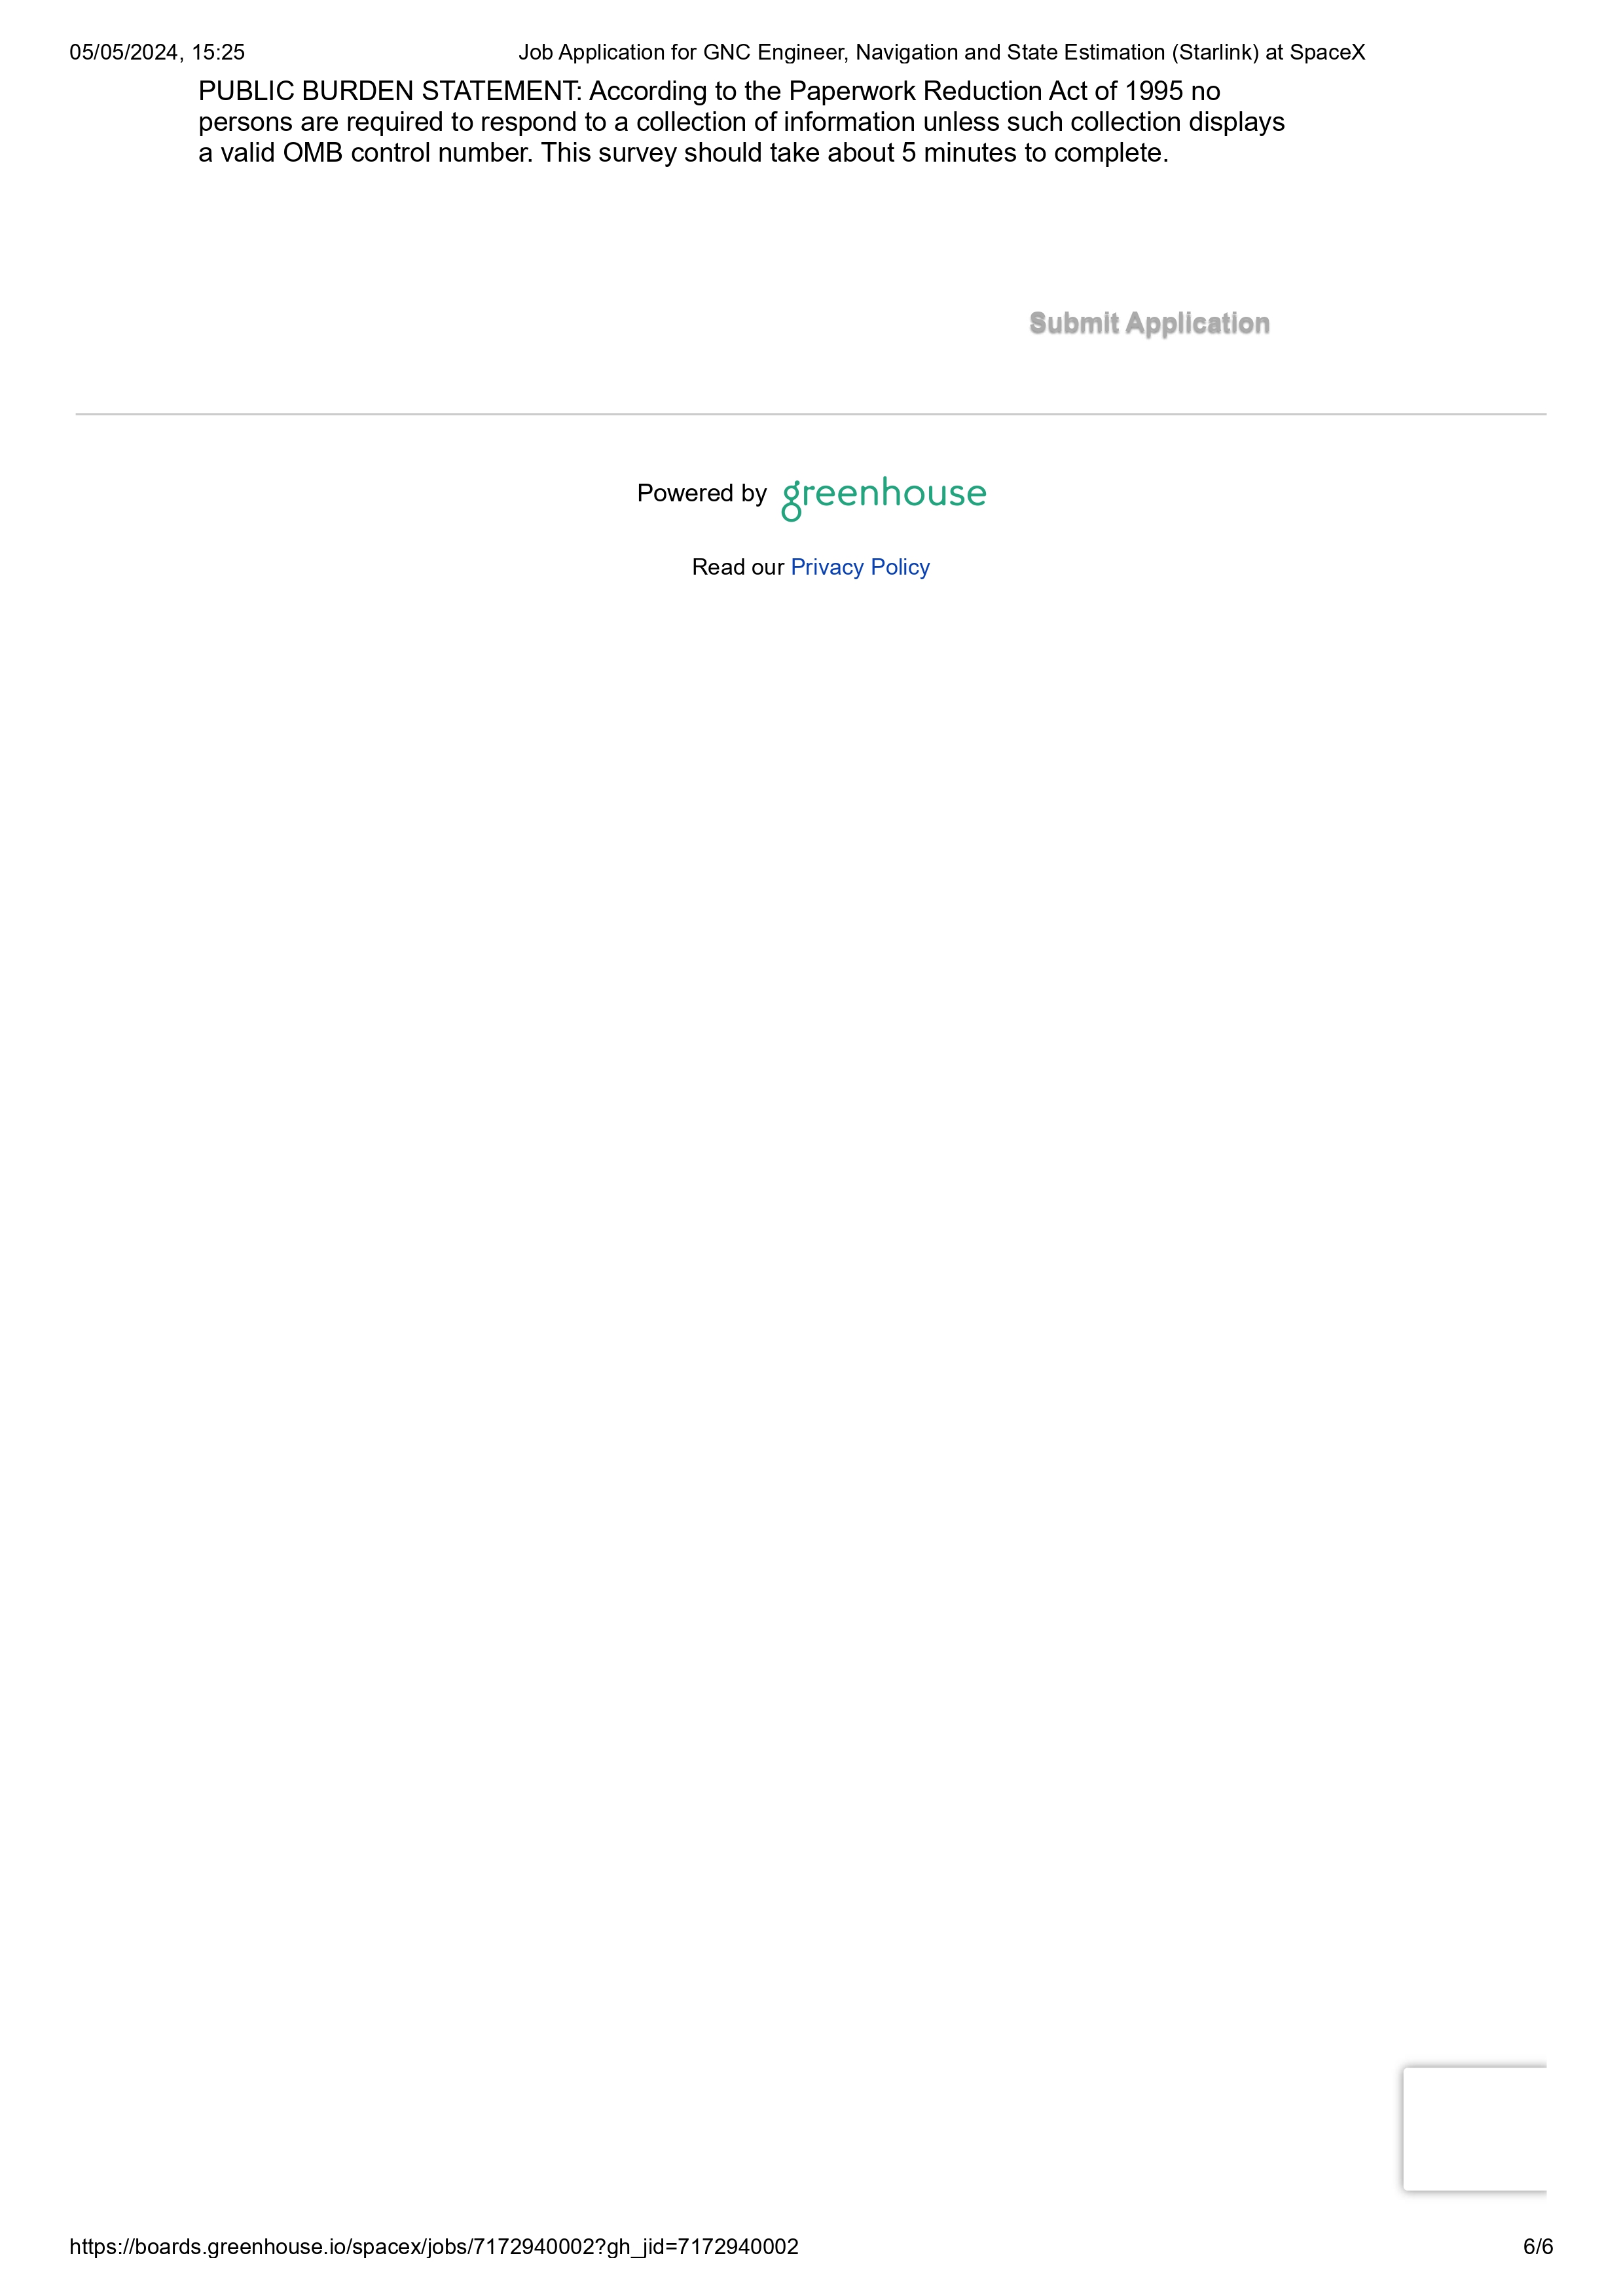 05/05/2024, 15:25 Job Application for GNC Engineer, Navigation and State Estimation (Starlink) at SpaceX
PUBLIC BURDEN STATEMENT: According to the Paperwork Reduction Act of 1995 no
persons are required to respond to a collection of information unless such collection displays
a valid OMB control number. This survey should take about 5 minutes to complete.
Submit Application
Powered by greenhouse
Read our Privacy Policy
https://boards.greenhouse.io/spacex/jobs/7172940002?gh_jid=7172940002 6/6